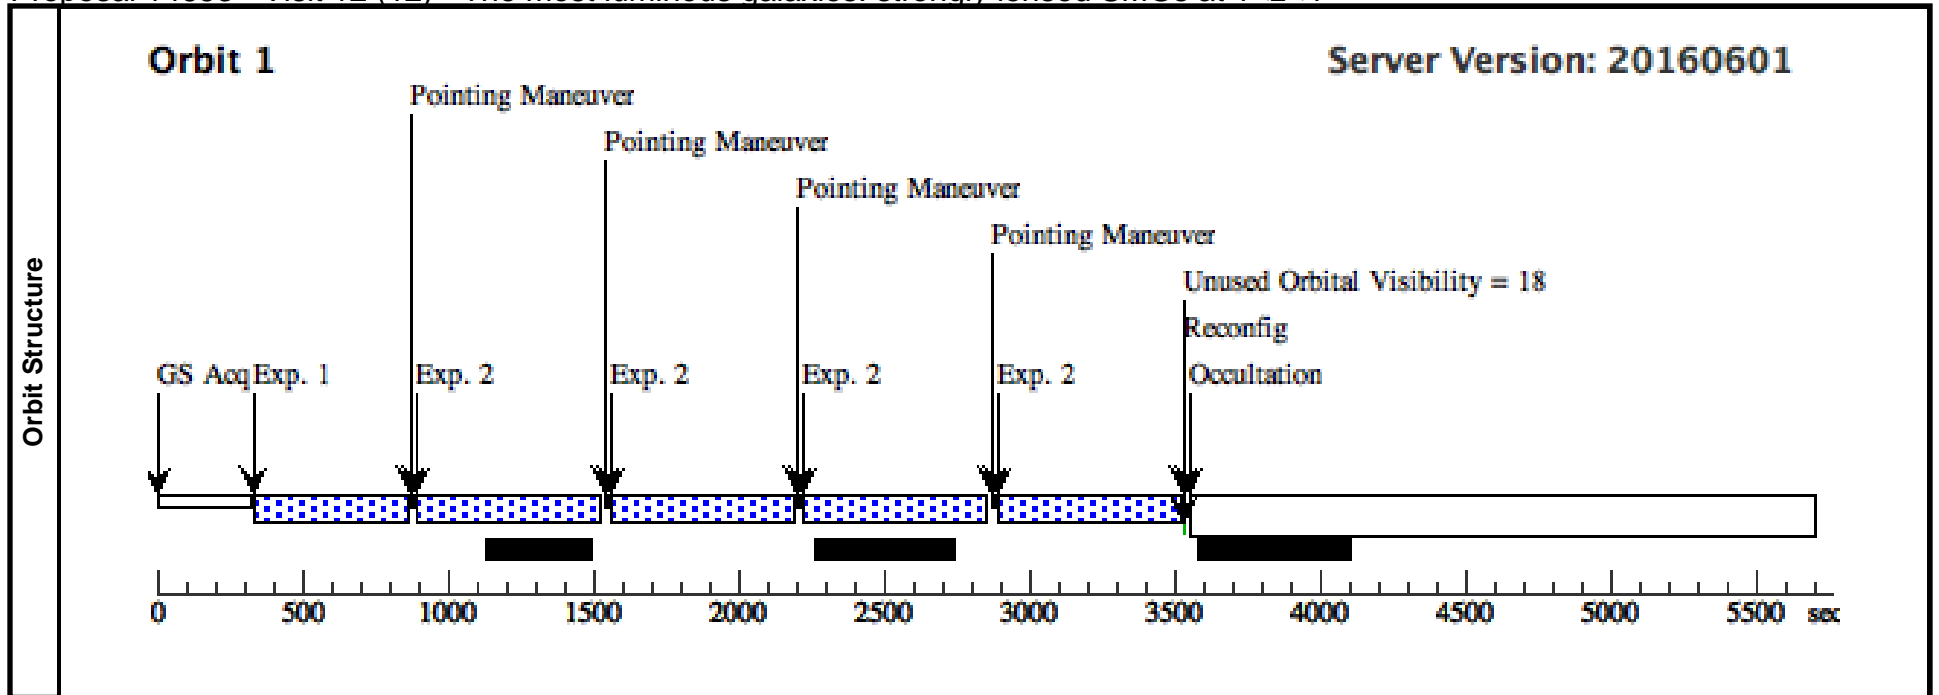 Orbit Structure
Orbit 1
Server Version: 20160601
Pointing Maneuver
Pointing Maneuver
Pointing Maneuver
Pointing Maneuver
Unused Orbital Visibility = 18
Reconfig
GS Acq Exp. 1 Exp. 2 Exp. 2 Exp. 2 Exp. 2 Occultation
0 500 1000 1500 2000 2500 3000 3500 4000 4500 5000 5500 sec